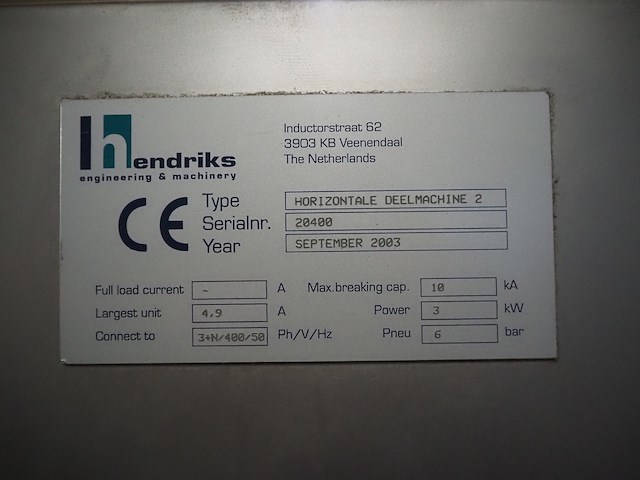 hendriks
engineering & machinery
Inductorstraat 62
3903 KB Veenendaal
The Netherlands
CE
Type HORIZONTALE DEELMACHINE 2
Serialnr. 20400
Year SEPTEMBER 2003
Full load current - A Max.breaking cap. 10 kA
Largest unit 4,9 A Power 3 kW
Connect to 3+N/400/50 Ph/V/Hz Pneu 6 bar